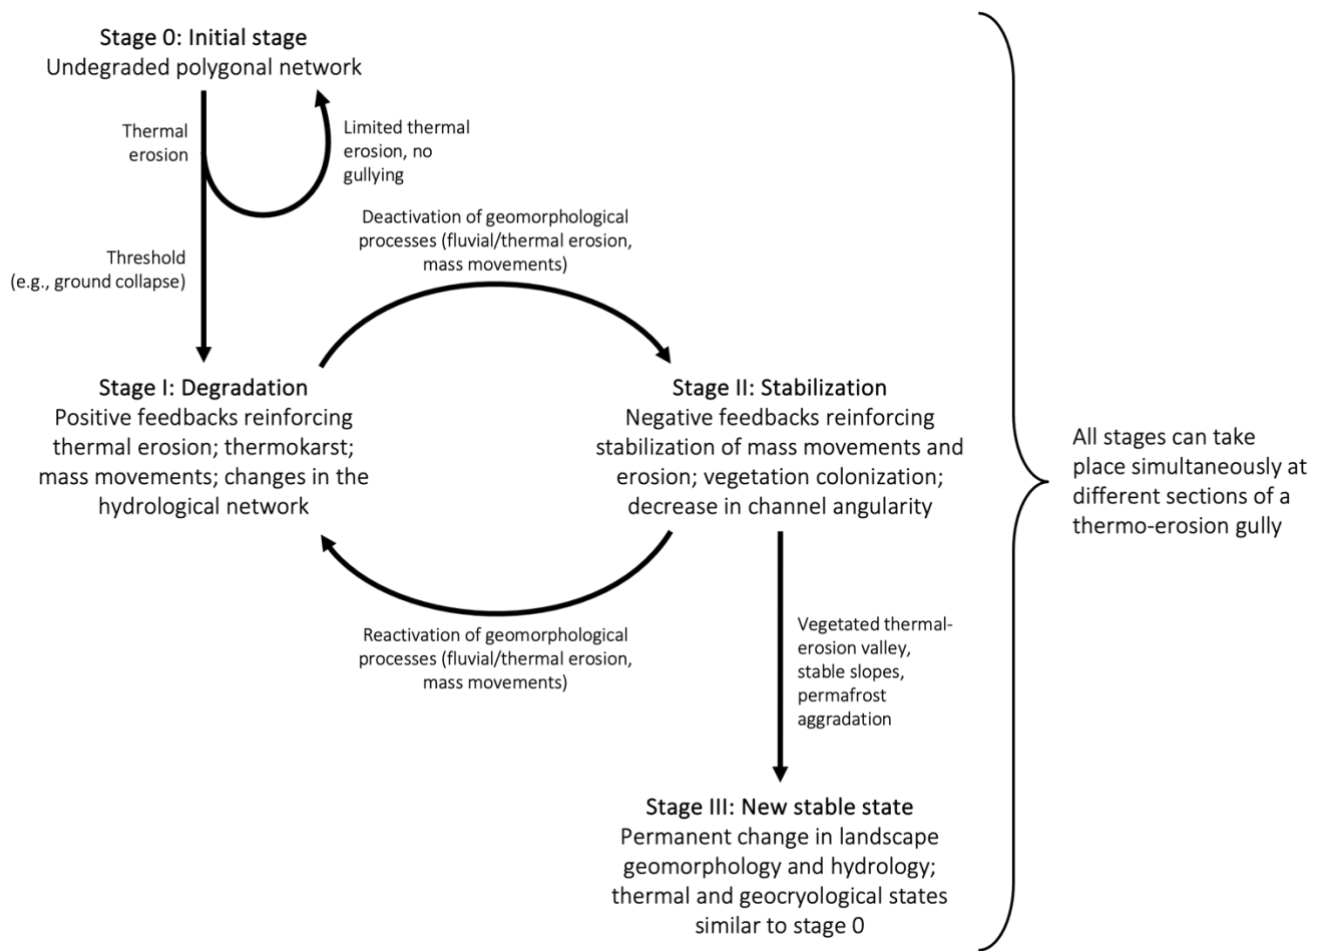 Stage 0: Initial stage
Undegraded polygonal network
Thermal
erosion
Limited thermal
erosion, no
gullying
Threshold
(e.g., ground collapse)
Deactivation of geomorphological
processes (fluvial/thermal erosion,
mass movements)
Stage I: Degradation
Positive feedbacks reinforcing
thermal erosion; thermokarst;
mass movements; changes in the
hydrological network
Stage II: Stabilization
Negative feedbacks reinforcing
stabilization of mass movements and
erosion; vegetation colonization;
decrease in channel angularity
Reactivation of geomorphological
processes (fluvial/thermal erosion,
mass movements)
Vegetated thermal-
erosion valley,
stable slopes,
permafrost
aggradation
Stage III: New stable state
Permanent change in landscape
geomorphology and hydrology;
thermal and geocryological states
similar to stage 0
All stages can take
place simultaneously at
different sections of a
thermo-erosion gully